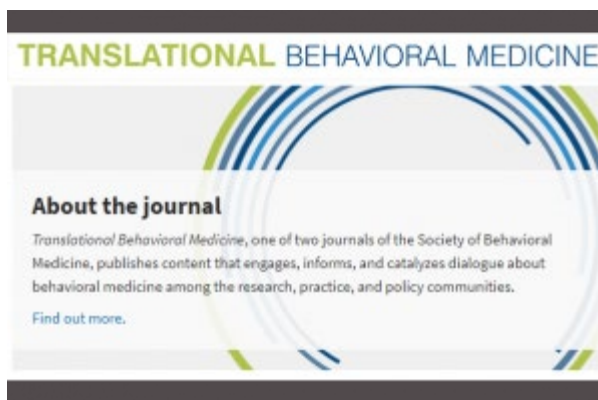 TRANSLATIONAL BEHAVIORAL MEDICINE
About the journal
Translational Behavioral Medicine, one of two journals of the Society of Behavioral
Medicine, publishes content that engages, informs, and catalyzes dialogue about
behavioral medicine among the research, practice, and policy communities.
Find out more.